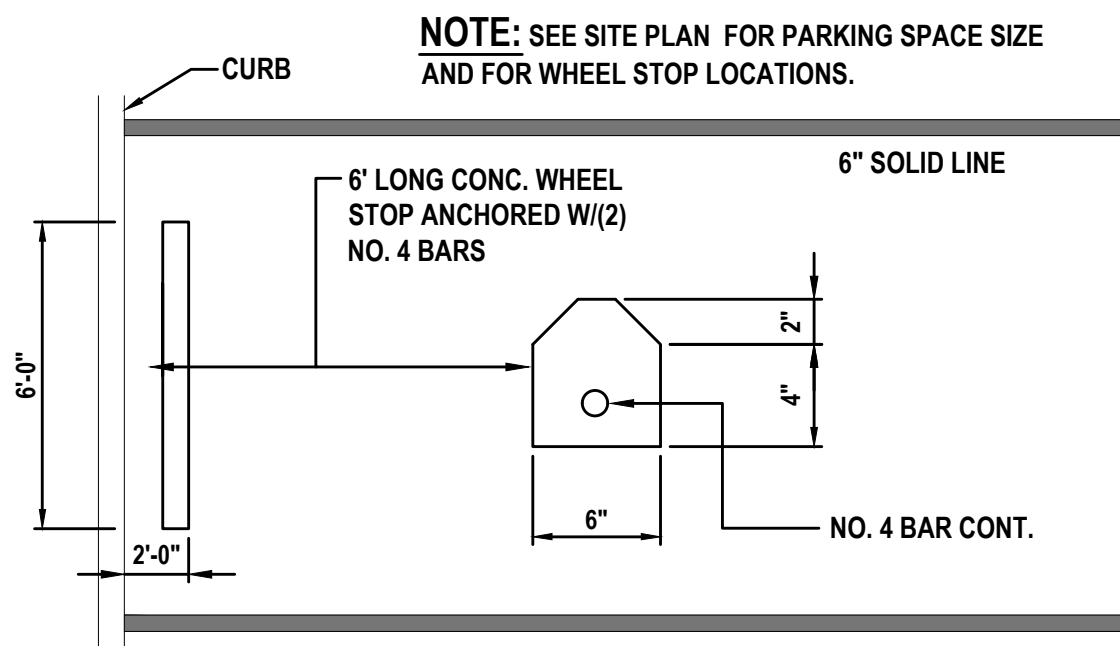 NOTE: SEE SITE PLAN FOR PARKING SPACE SIZE
AND FOR WHEEL STOP LOCATIONS.
CURB
6" SOLID LINE
6' LONG CONC. WHEEL
STOP ANCHORED W/(2)
NO. 4 BARS
2"
6'-0"
4"
6"
NO. 4 BAR CONT.
2'-0"